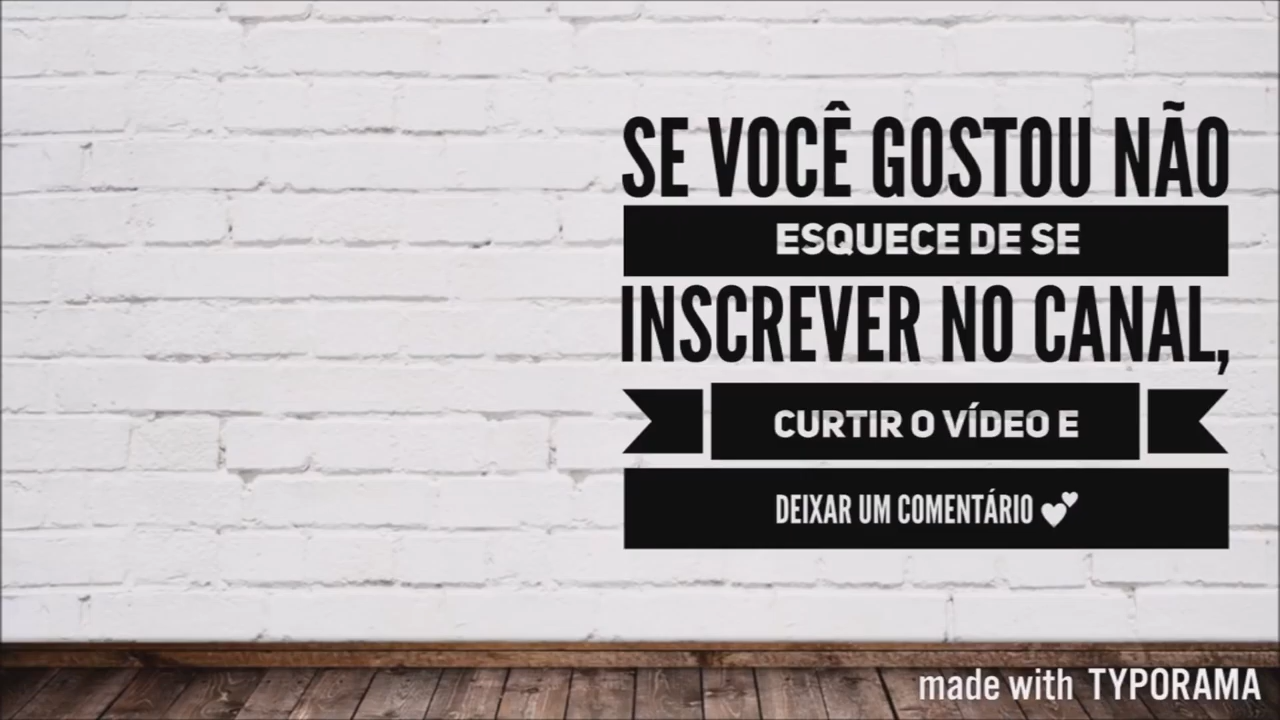 SE VOCÊ GOSTOU NÃO
ESQUECE DE SE
INSCREVER NO CANAL,
CURTIR O VÍDEO E
DEIXAR UM COMENTÁRIO 💕
made with TYPORAMA